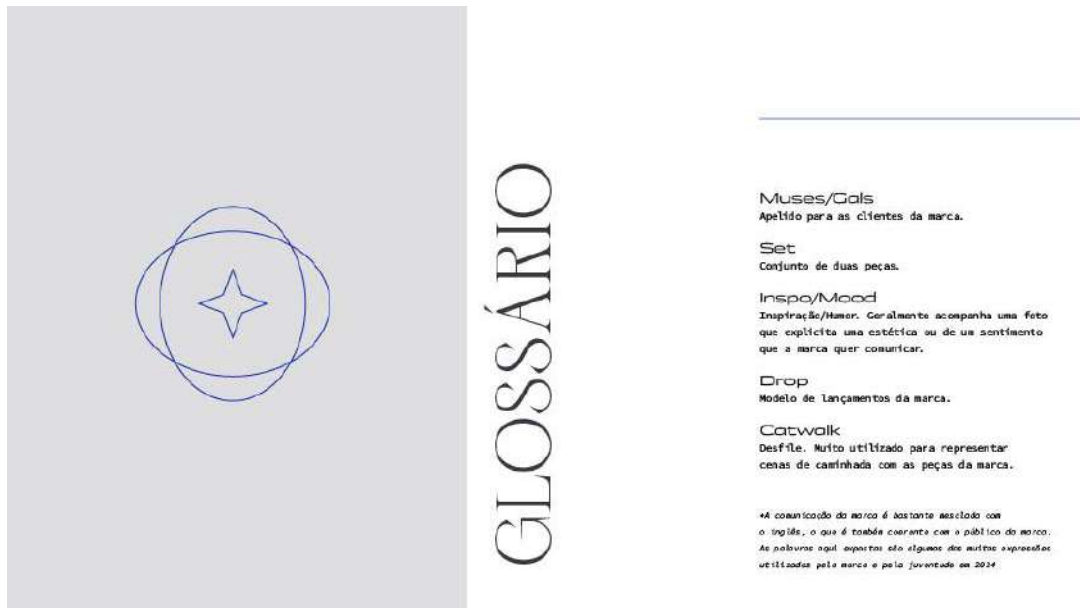 GLOSSÁRIO
Muses/Gals
Apelido para as clientes da marca.
Set
Conjunto de duas peças.
Inspo/Mood
Inspiração/Humor. Geralmente acompanha uma foto
que explicita uma estética ou de um sentimento
que a marca quer comunicar.
Drop
Modelo de lançamentos da marca.
Catwalk
Desfile. Muito utilizado para representar
cenas de caminhada com as peças da marca.
*A comunicação da marca é bastante mesclada com
o inglês, o que é também coerente com o público da marca.
As palavras aqui expostas são algumas das muitas expressões
utilizadas pela marca e pela juventude em 2024